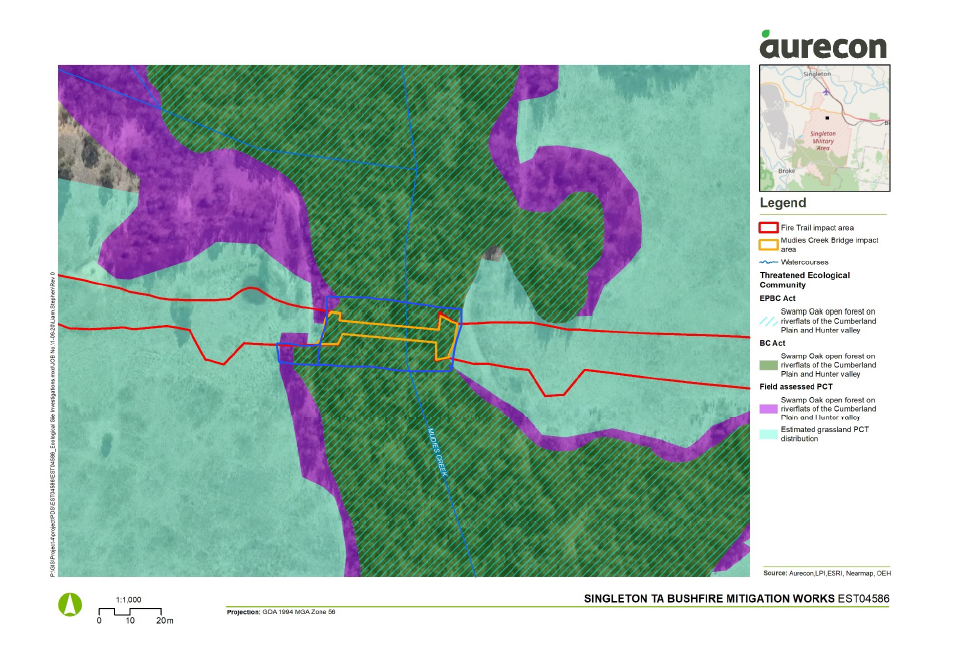 aurecon
Singleton
Singleton
Military
Area
Broke
B
Legend
Fire Trail impact area
Mudies Creek Bridge impact
area
Watercourses
Threatened Ecological
Community
EPBC Act
Swamp Oak open forest on
riverflats of the Cumberland
Plain and Hunter valley
BC Act
Swamp Oak open forest on
riverflats of the Cumberland
Plain and Hunter valley
Field assessed PCT
Swamp Oak open forest on
riverflats of the Cumberland
Plain and Hunter valley
Estimated grassland PCT
distribution
MUDIES CREEK
Source: Aurecon,LPI,ESRI, Nearmap, OEH
1:1,000
0 10 20m
Projection: GDA 1994 MGA Zone 56
SINGLETON TA BUSHFIRE MITIGATION WORKS EST04586